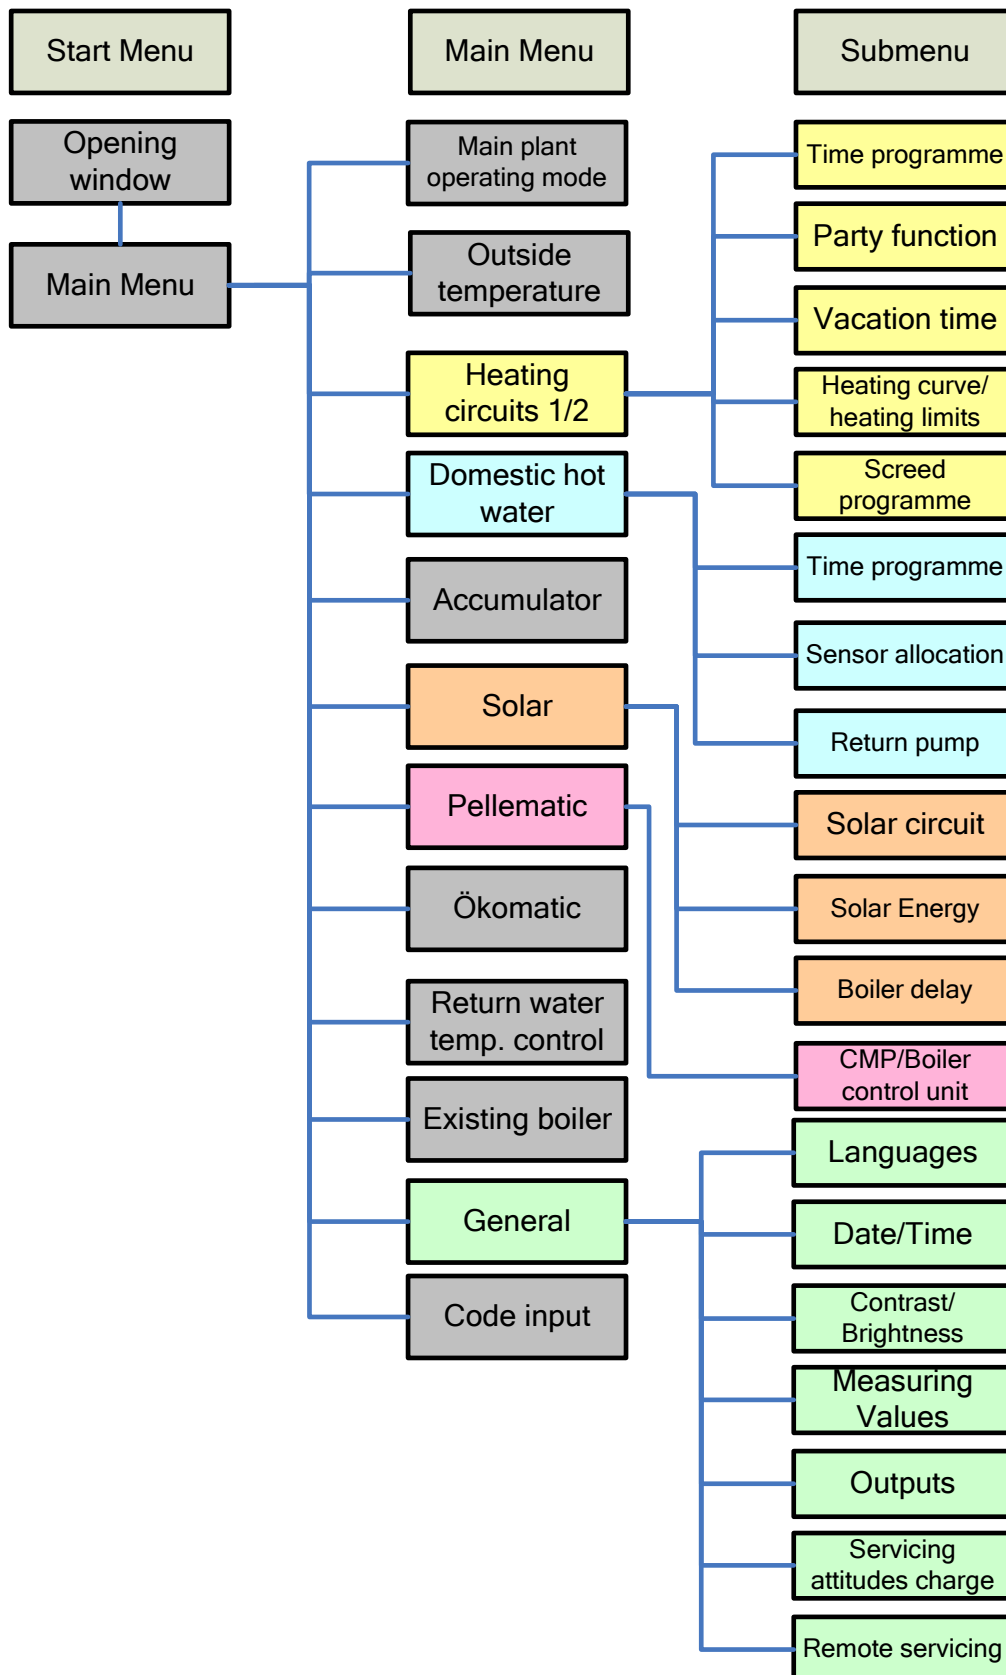 Start Menu
Main Menu
Submenu
Opening
window
Main Menu
Main plant
operating mode
Outside
temperature
Heating
circuits 1/2
Domestic hot
water
Accumulator
Solar
Pellematic
Ökomatic
Return water
temp. control
Existing boiler
General
Code input
Time programme
Party function
Vacation time
Heating curve/
heating limits
Screed
programme
Time programme
Sensor allocation
Return pump
Solar circuit
Solar Energy
Boiler delay
CMP/Boiler
control unit
Languages
Date/Time
Contrast/
Brightness
Measuring
Values
Outputs
Servicing
attitudes charge
Remote servicing